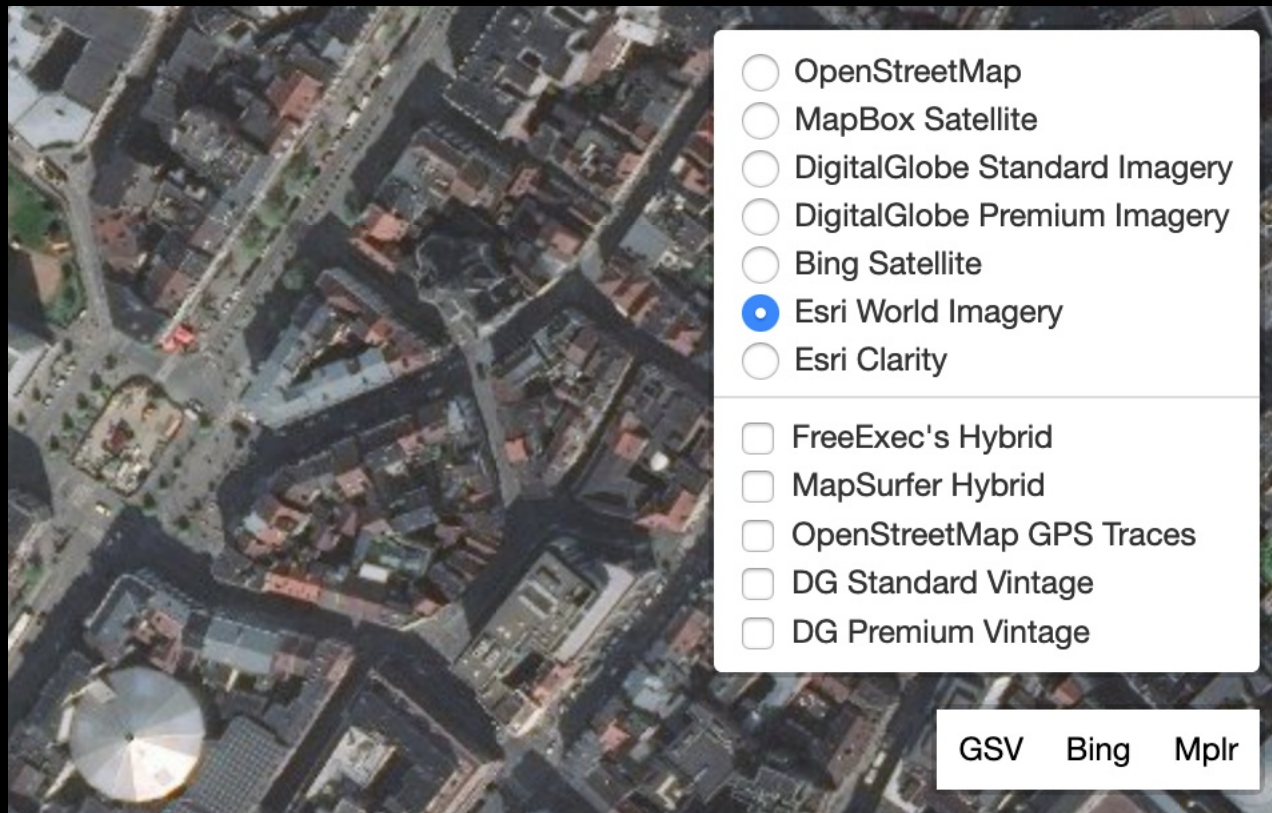 OpenStreetMap
MapBox Satellite
DigitalGlobe Standard Imagery
DigitalGlobe Premium Imagery
Bing Satellite
Esri World Imagery
Esri Clarity
FreeExec's Hybrid
MapSurfer Hybrid
OpenStreetMap GPS Traces
DG Standard Vintage
DG Premium Vintage
GSV Bing Mplr